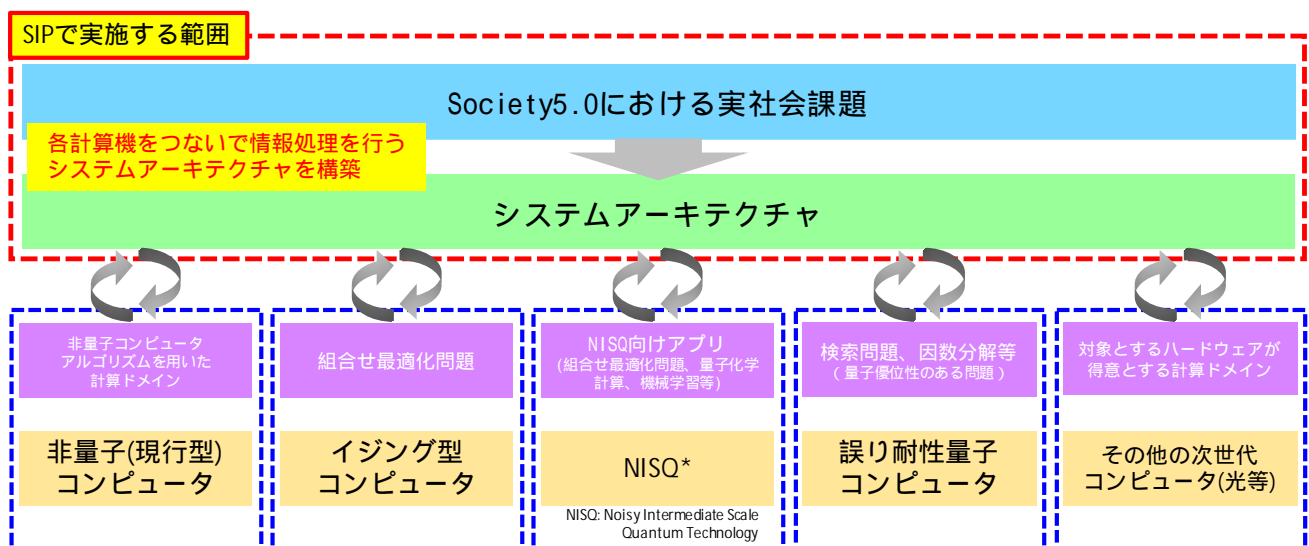 SIPで実施する範囲
Society5.0における実社会課題
各計算機をつないで情報処理を行う
システムアーキテクチャを構築
システムアーキテクチャ
非量子コンピュータ
アルゴリズムを用いた
計算ドメイン
組合せ最適化問題
NISQ向けアプリ
(組合せ最適化問題、量子化学
計算、機械学習等)
検索問題、因数分解等
(量子優位性のある問題)
対象とするハードウェアが
得意とする計算ドメイン
非量子(現行型)
コンピュータ
イジング型
コンピュータ
NISQ*
誤り耐性量子
コンピュータ
その他の次世代
コンピュータ(光等)
NISQ: Noisy Intermediate Scale
Quantum Technology